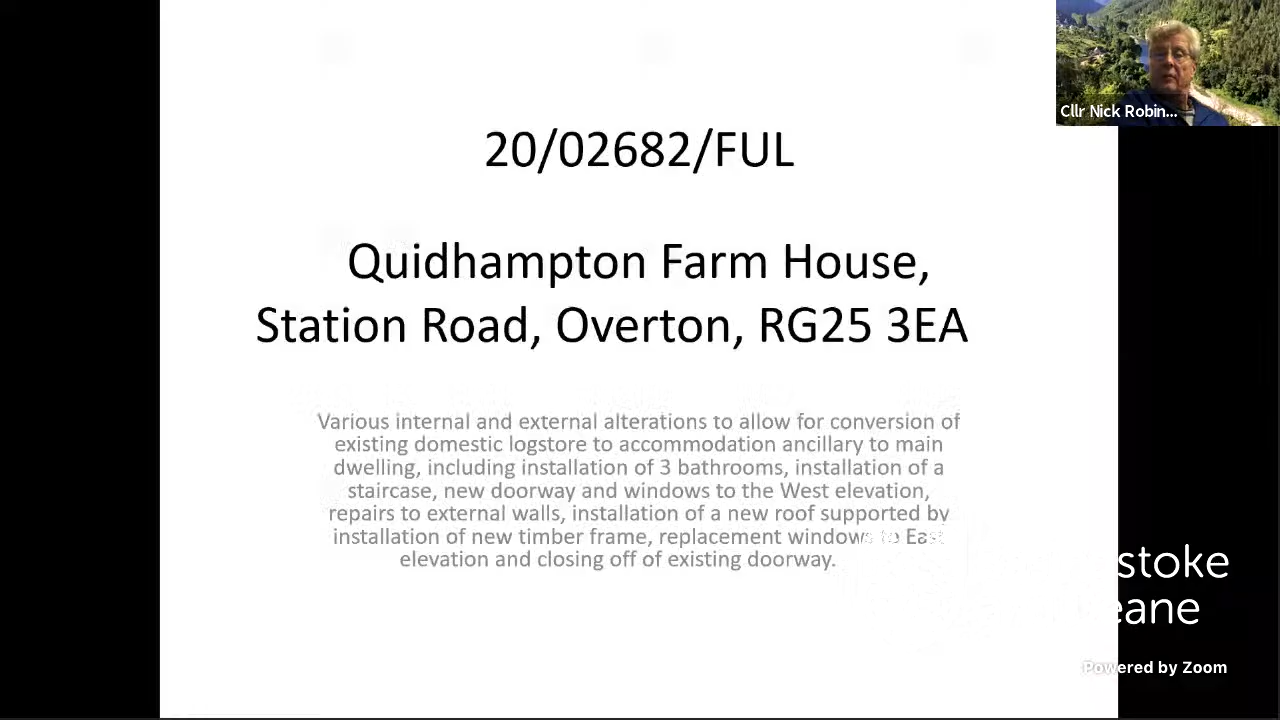 Cllr Nick Robin...
20/02682/FUL
Quidhampton Farm House,
Station Road, Overton, RG25 3EA
Various internal and external alterations to allow for conversion of
existing domestic logstore to accommodation ancillary to main
dwelling, including installation of 3 bathrooms, installation of a
staircase, new doorway and windows to the West elevation,
repairs to external walls, installation of a new roof supported by
installation of new timber frame, replacement windows to East
elevation and closing off of existing doorway.
stoke
eane
Powered by Zoom